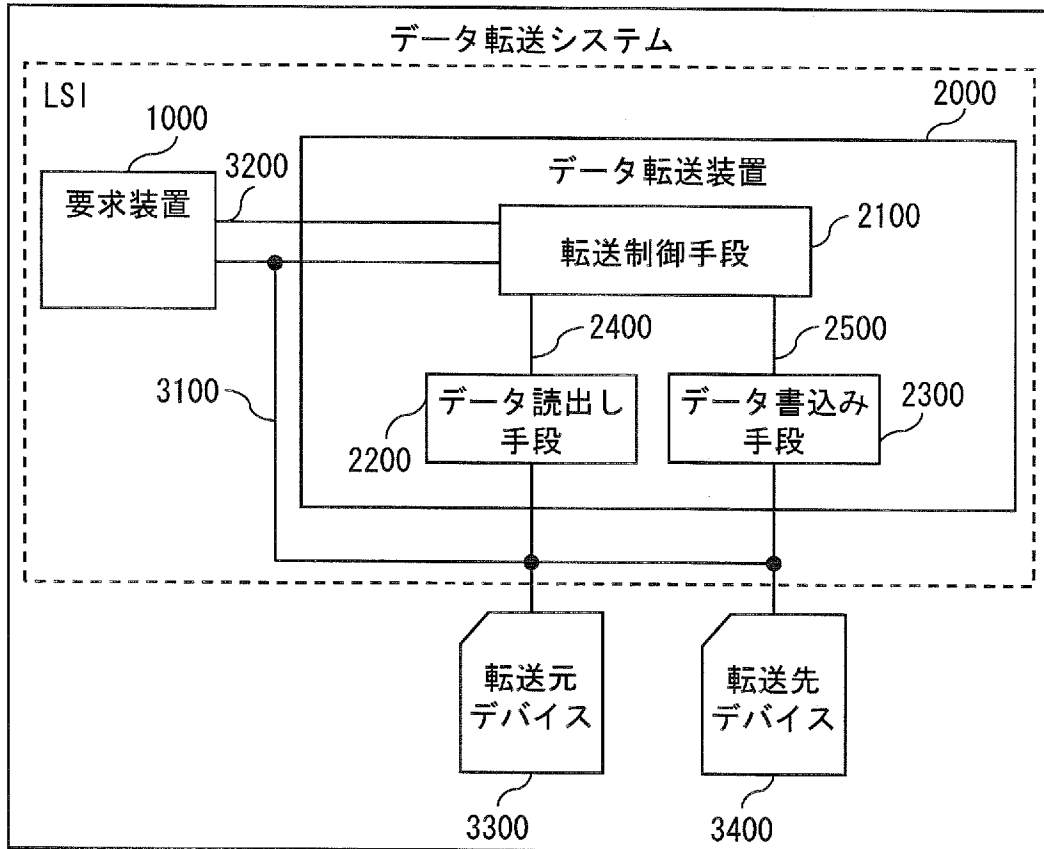 データ転送システム
LSI
2000
1000
3200
データ転送装置
要求装置
2100
転送制御手段
2400
2500
3100
データ読出し
手段
データ書込み
手段
2300
2200
転送元
デバイス
転送先
デバイス
3300
3400